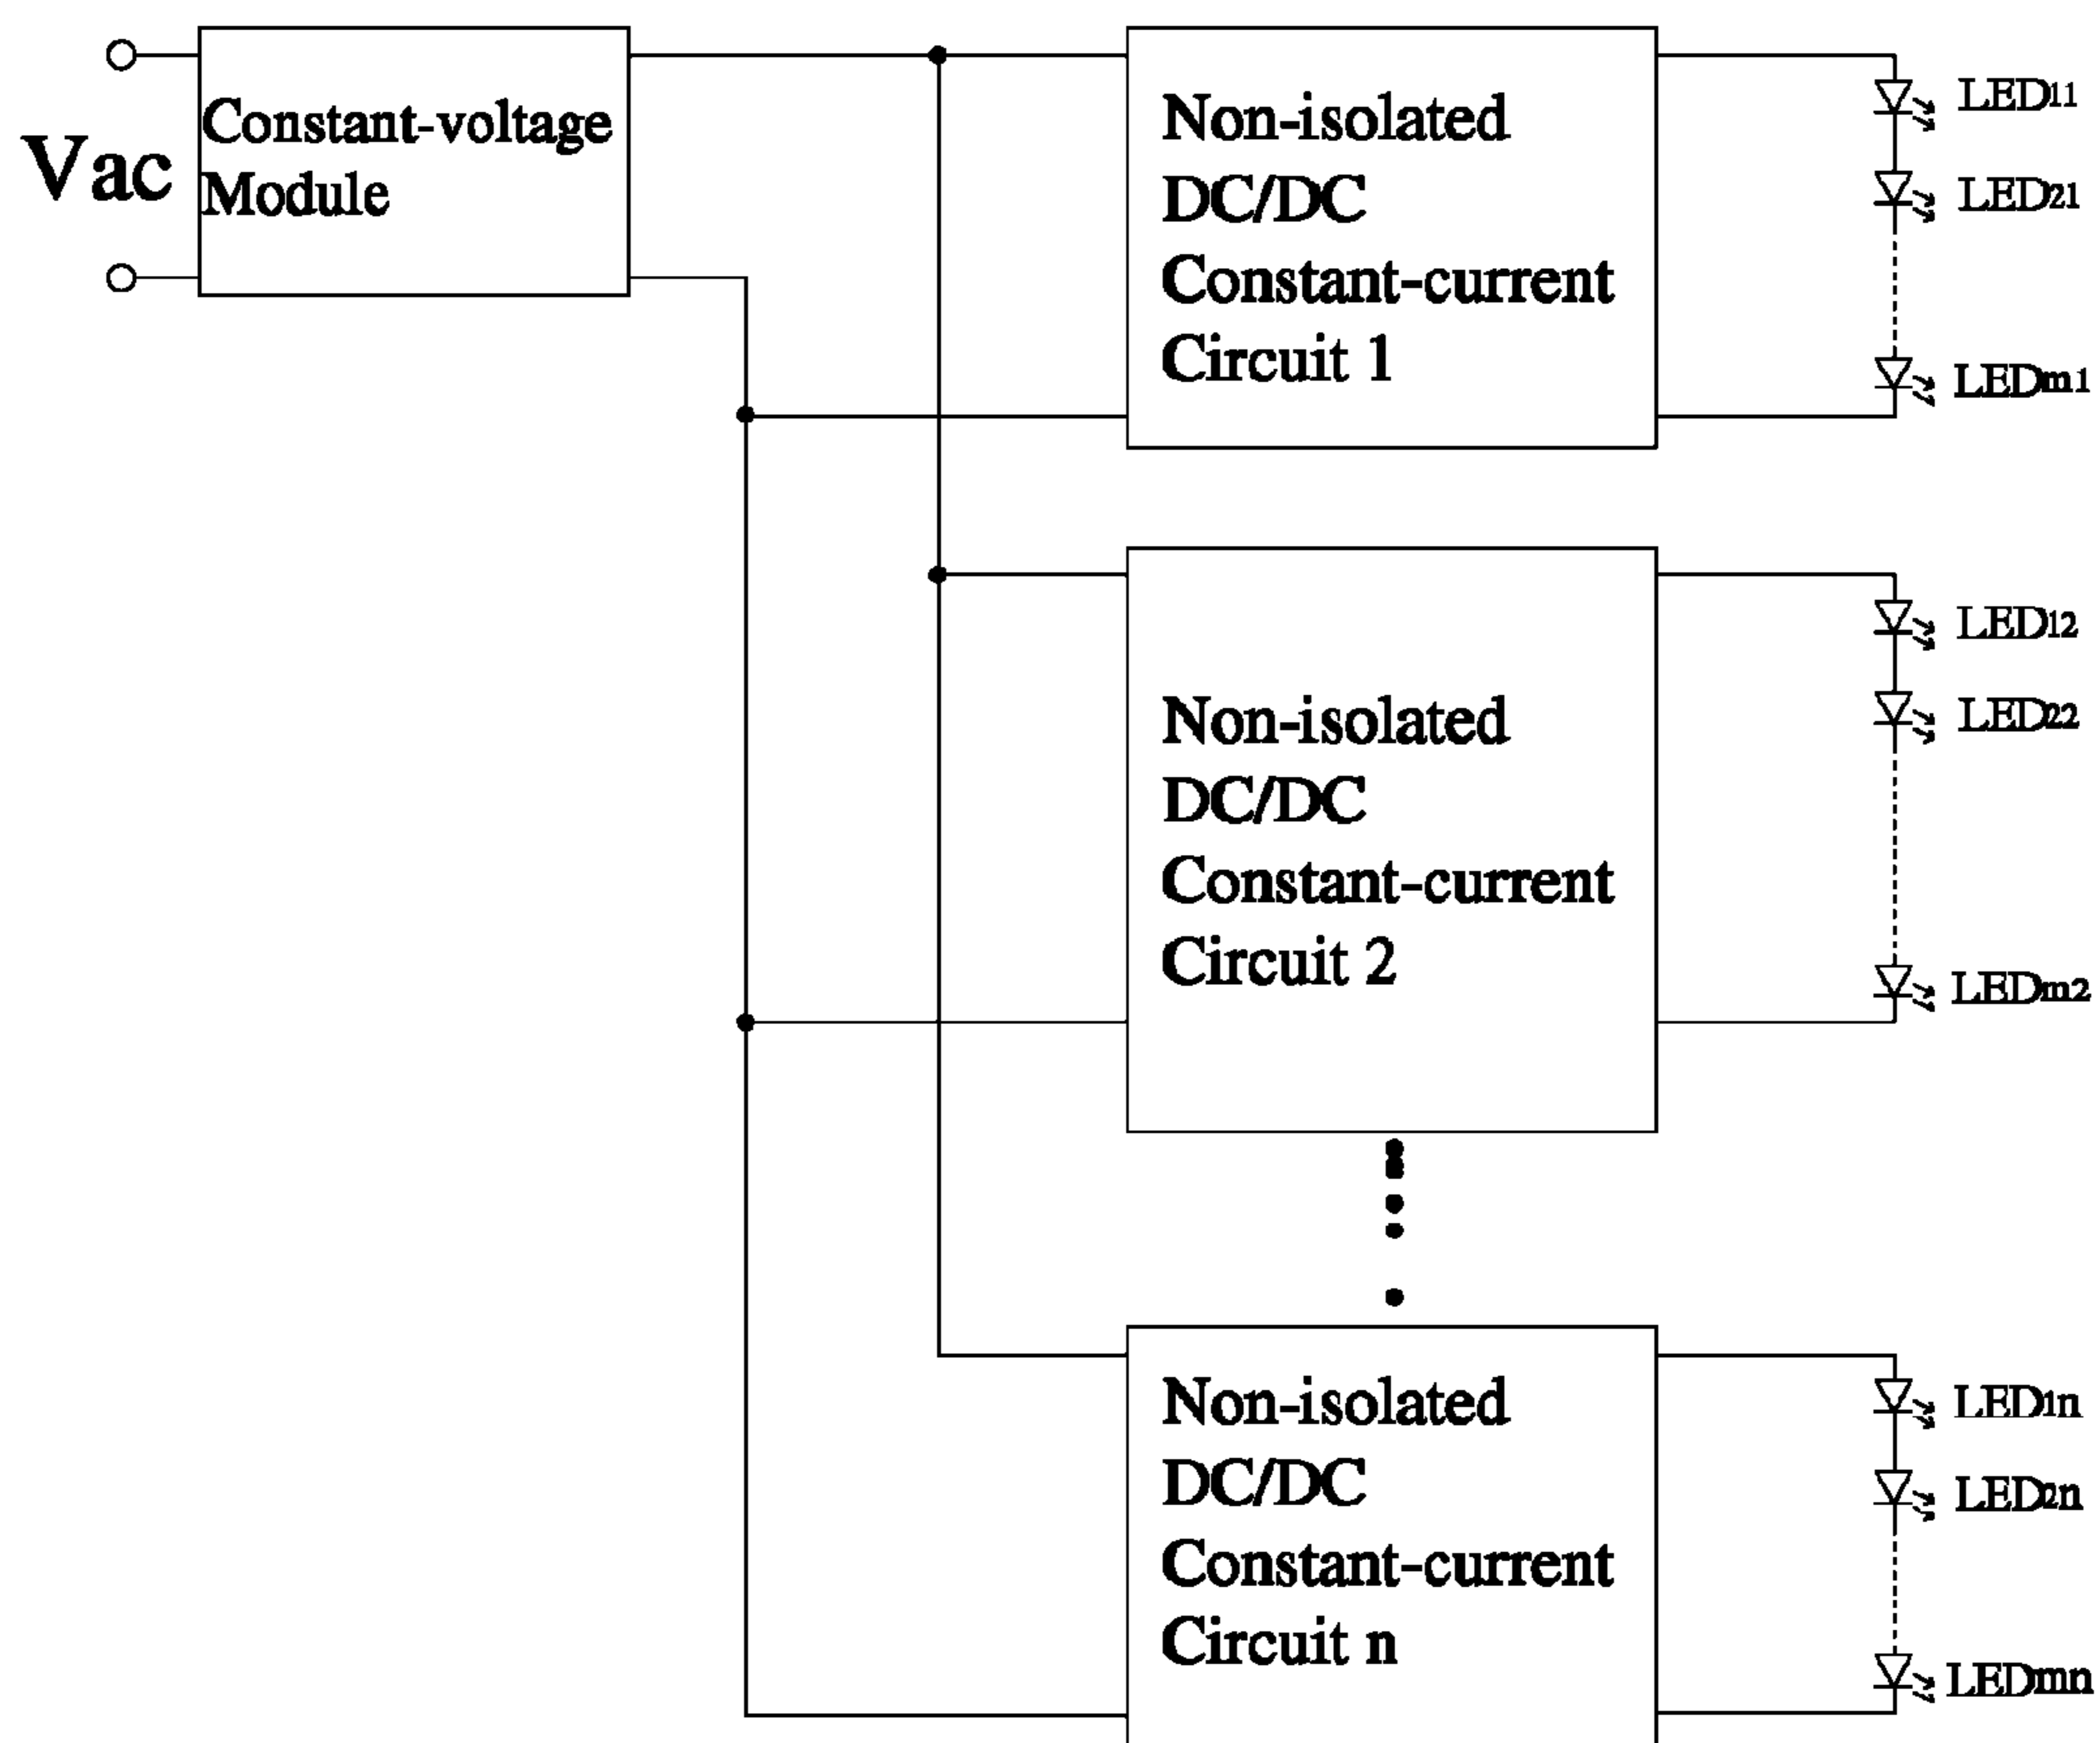 Vac
Constant-voltage
Module
Non-isolated
DC/DC
Constant-current
Circuit 1
LED11
LED21
LEDm1
Non-isolated
DC/DC
Constant-current
Circuit 2
LED12
LED22
LEDm2
Non-isolated
DC/DC
Constant-current
Circuit n
LED1n
LED2n
LEDmn